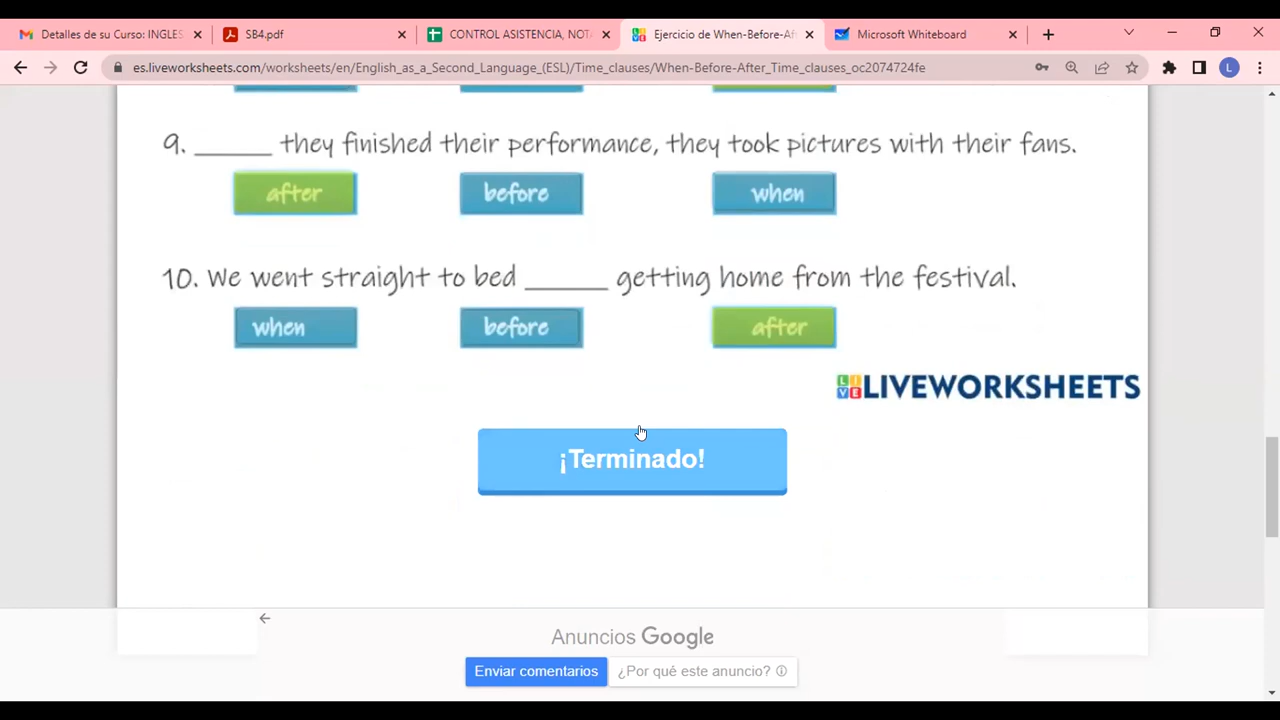 Detalles de su Curso: INGLES
SB4.pdf
CONTROL ASISTENCIA, NOTA
Ejercicio de When-Before-Af
Microsoft Whiteboard
es.liveworksheets.com/worksheets/en/English_as_a_Second_Language_(ESL)/Time_clauses/When-Before-After_Time_clauses_oc2074724fe
L
9. ______ they finished their performance, they took pictures with their fans.
after before when
10. We went straight to bed ______ getting home from the festival.
when before after
LIVEWORKSHEETS
¡Terminado!
Anuncios Google
Enviar comentarios ¿Por qué este anuncio?